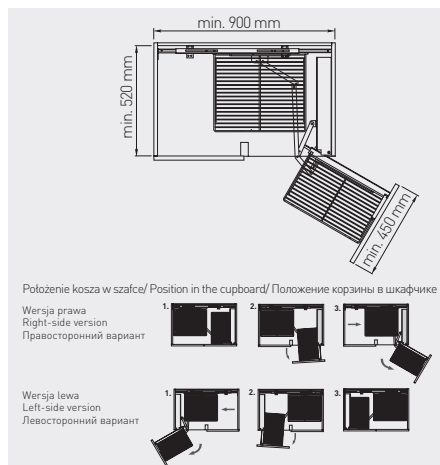 min. 900 mm
min. 520 mm
min. 450 mm
Położenie kosza w szafce/ Position in the cupboard/ Положение корзины в шкафчике
Wersja prawa
Right-side version
Правосторонний вариант
1.
2.
3.
Wersja lewa
Left-side version
Левосторонний вариант
1.
2.
3.